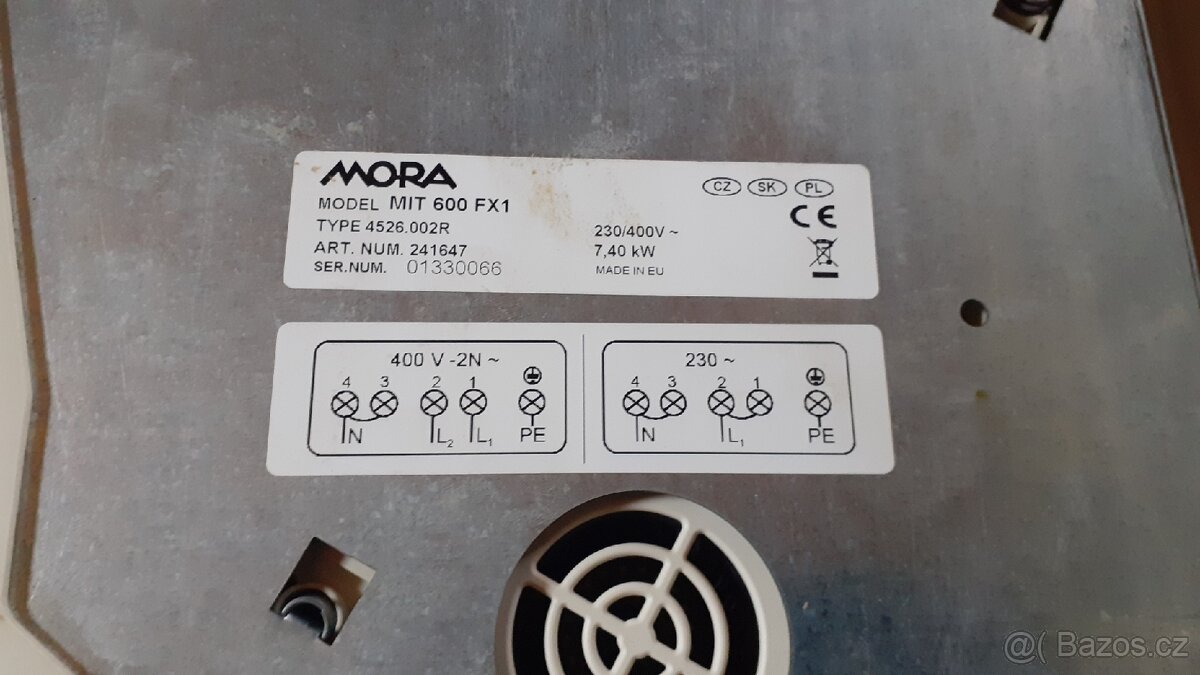 MORA
MODEL MIT 600 FX1
TYPE 4526.002R
ART. NUM. 241647
SER.NUM. 01330066
230/400V ~
7,40 kW
MADE IN EU
CZ SK PL
CE
400 V -2N ~
4 3 2 1
N L2 L1 PE
230 ~
4 3 2 1
N L1 PE
@( Bazos.cz